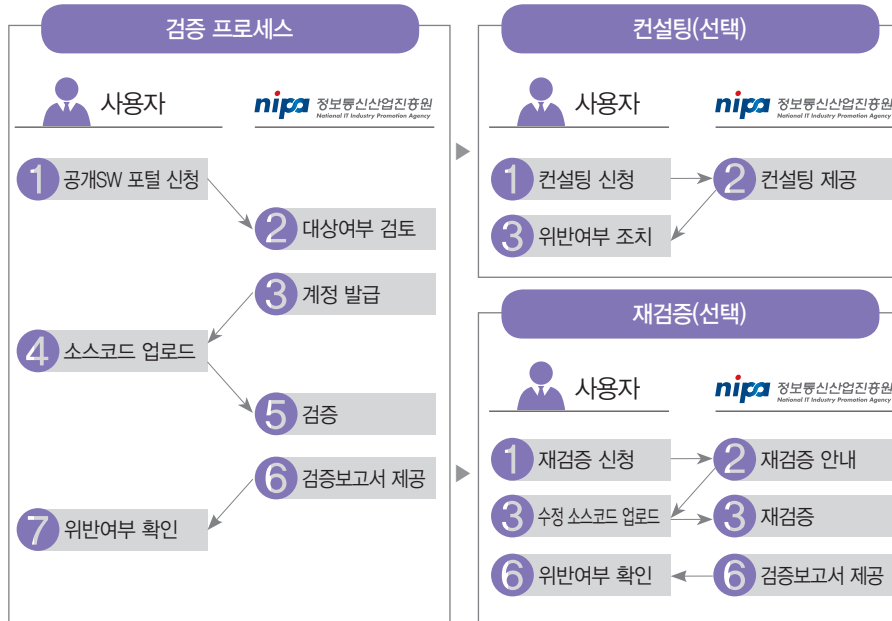 검증 프로세스
사용자
nipa 정보통신산업진흥원
National IT Industry Promotion Agency
1 공개SW 포털 신청
2 대상여부 검토
3 계정 발급
4 소스코드 업로드
5 검증
6 검증보고서 제공
7 위반여부 확인
컨설팅(선택)
사용자
nipa 정보통신산업진흥원
National IT Industry Promotion Agency
1 컨설팅 신청
2 컨설팅 제공
3 위반여부 조치
재검증(선택)
사용자
nipa 정보통신산업진흥원
National IT Industry Promotion Agency
1 재검증 신청
2 재검증 안내
3 수정 소스코드 업로드
3 재검증
6 위반여부 확인
6 검증보고서 제공